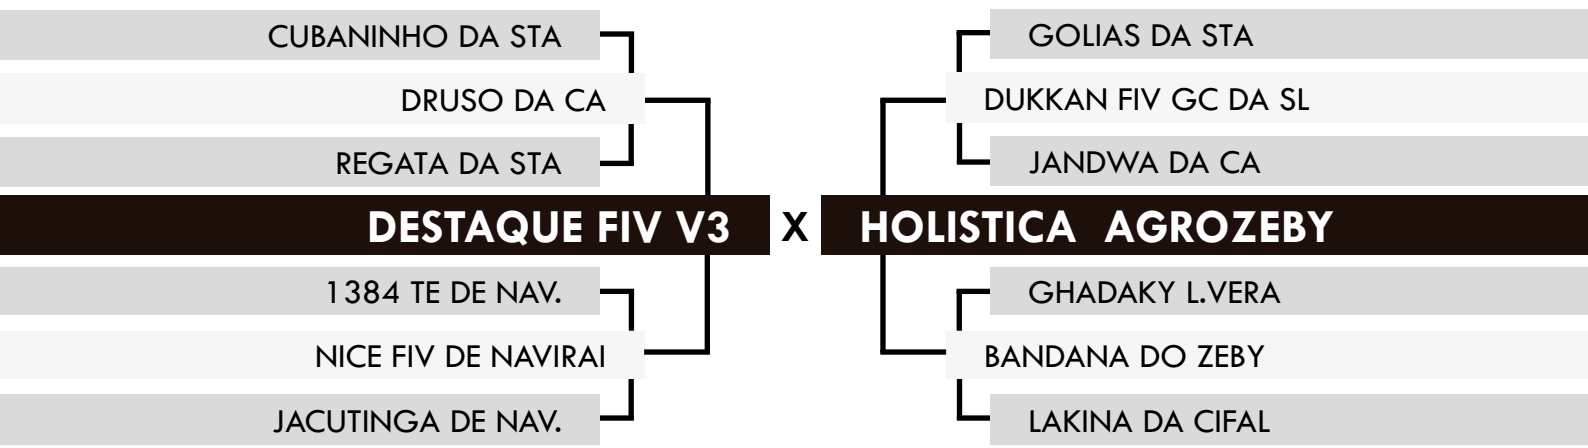 CUBANINHO DA STA
GOLIAS DA STA
DRUSO DA CA
DUKKAN FIV GC DA SL
REGATA DA STA
JANDWA DA CA
DESTAQUE FIV V3 X HOLISTICA AGROZEBY
1384 TE DE NAV.
GHADAKY L.VERA
NICE FIV DE NAVIRAI
BANDANA DO ZEBY
JACUTINGA DE NAV.
LAKINA DA CIFAL